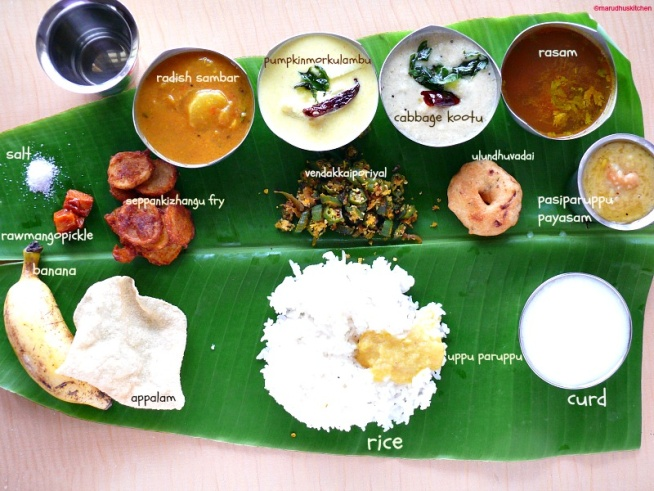 ©marudhuskitchen
radish sambar
pumpkinmorkulambu
cabbage kootu
rasam
salt
seppankizhangu fry
vendakkaiporiyal
ulundhuvadai
pasiparuppu
payasam
rawmangopickle
banana
appalam
uppu paruppu
curd
rice